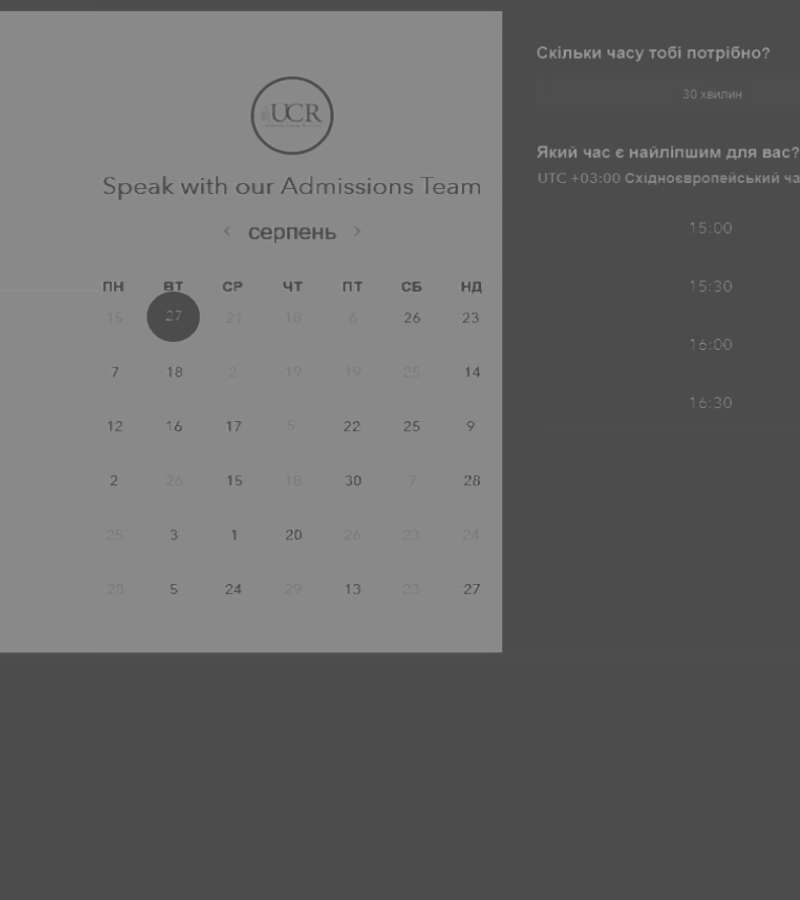 UCR
Speak with our Admissions Team
‹ серпень ›
ПН ВТ СР ЧТ ПТ СБ НД
15 27 21 18 6 26 23
7 18 2 19 19 25 14
12 16 17 5 22 25 9
2 26 15 18 30 7 28
25 3 1 20 26 23 24
28 5 24 29 13 23 27
Скільки часу тобі потрібно?
30 хвилин
Який час є найліпшим для вас?
UTC +03:00 Східноєвропейський ча
15:00
15:30
16:00
16:30